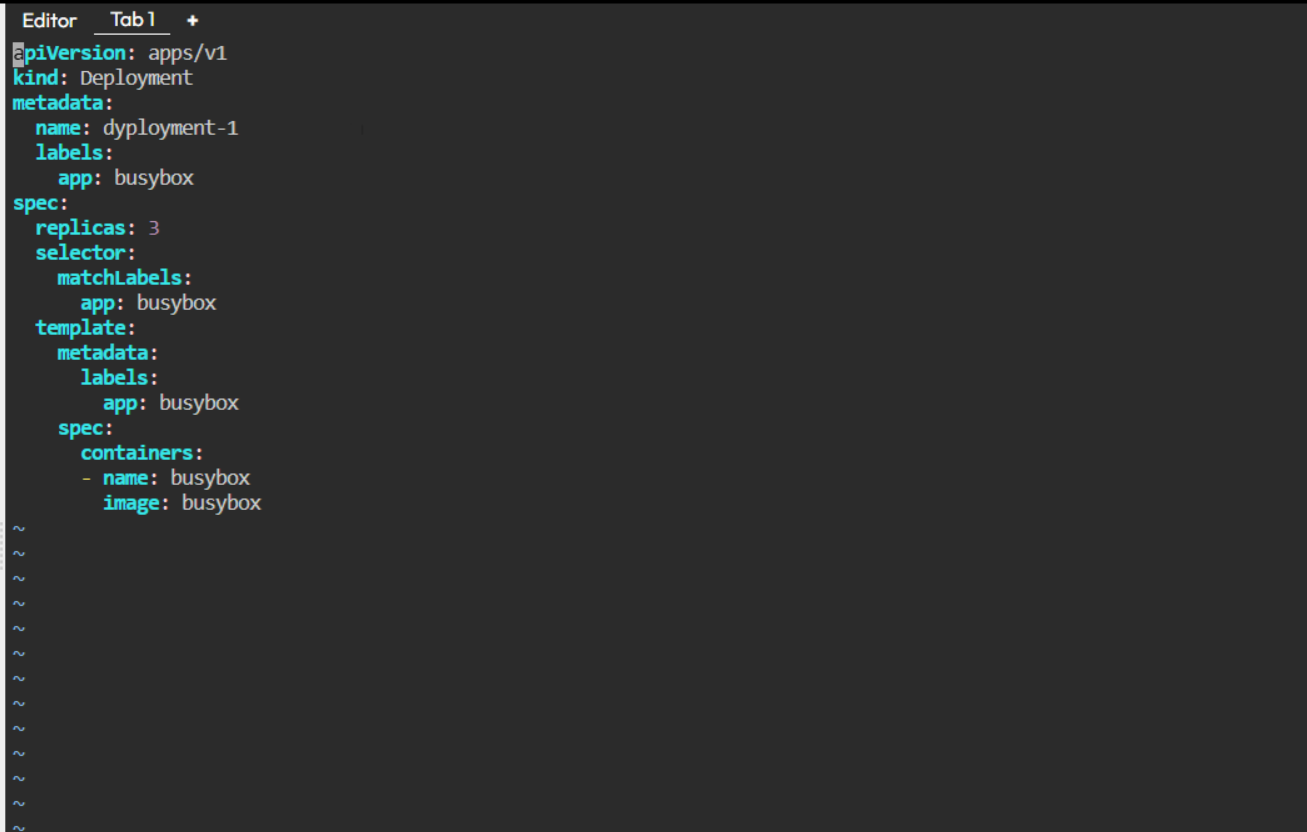 Editor Tab 1 +
apiVersion: apps/v1
kind: Deployment
metadata:
  name: dyployment-1
  labels:
    app: busybox
spec:
  replicas: 3
  selector:
    matchLabels:
      app: busybox
  template:
    metadata:
      labels:
        app: busybox
    spec:
      containers:
      - name: busybox
        image: busybox
~
~
~
~
~
~
~
~
~
~
~
~
~